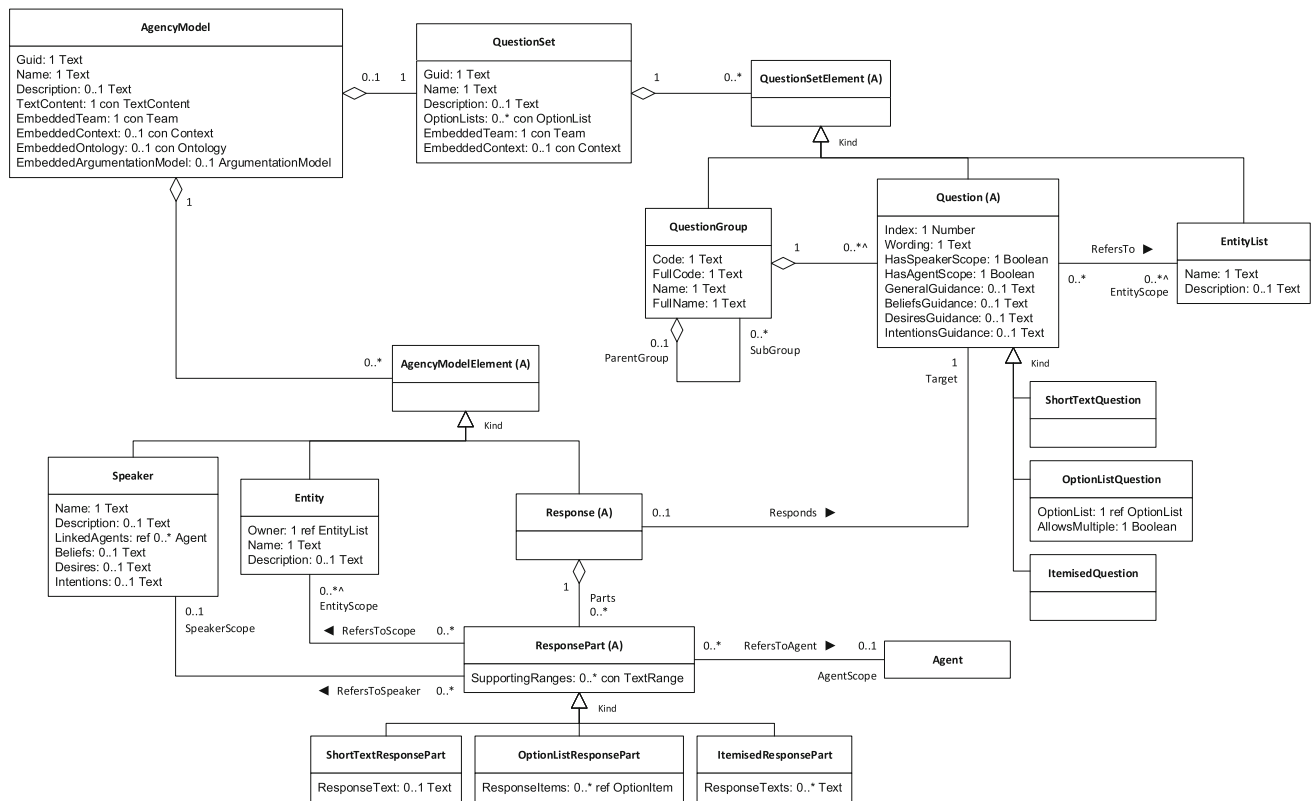 AgencyModel
Guid: 1 Text
Name: 1 Text
Description: 0..1 Text
TextContent: 1 con TextContent
EmbeddedTeam: 1 con Team
EmbeddedContext: 0..1 con Context
EmbeddedOntology: 0..1 con Ontology
EmbeddedArgumentationModel: 0..1 ArgumentationModel
0..1
1
QuestionSet
Guid: 1 Text
Name: 1 Text
Description: 0..1 Text
OptionLists: 0..* con OptionList
EmbeddedTeam: 1 con Team
EmbeddedContext: 0..1 con Context
1
0..*
QuestionSetElement (A)
Kind
1
QuestionGroup
Code: 1 Text
FullCode: 1 Text
Name: 1 Text
FullName: 1 Text
1
0..*^
0..1
ParentGroup
0..*
SubGroup
Question (A)
Index: 1 Number
Wording: 1 Text
HasSpeakerScope: 1 Boolean
HasAgentScope: 1 Boolean
GeneralGuidance: 0..1 Text
BeliefsGuidance: 0..1 Text
DesiresGuidance: 0..1 Text
IntentionsGuidance: 0..1 Text
RefersTo ►
0..*
0..*^
EntityScope
EntityList
Name: 1 Text
Description: 0..1 Text
1
Target
Kind
ShortTextQuestion
OptionListQuestion
OptionList: 1 ref OptionList
AllowsMultiple: 1 Boolean
ItemisedQuestion
0..*
AgencyModelElement (A)
Kind
Speaker
Name: 1 Text
Description: 0..1 Text
LinkedAgents: ref 0..* Agent
Beliefs: 0..1 Text
Desires: 0..1 Text
Intentions: 0..1 Text
Entity
Owner: 1 ref EntityList
Name: 1 Text
Description: 0..1 Text
Response (A)
0..1
Responds ►
1
Parts
0..*
0..*^
EntityScope
0..1
SpeakerScope
◄ RefersToScope 0..*
◄ RefersToSpeaker 0..*
ResponsePart (A)
SupportingRanges: 0..* con TextRange
0..*
RefersToAgent ►
0..1
AgentScope
Agent
Kind
ShortTextResponsePart
ResponseText: 0..1 Text
OptionListResponsePart
ResponseItems: 0..* ref OptionItem
ItemisedResponsePart
ResponseTexts: 0..* Text